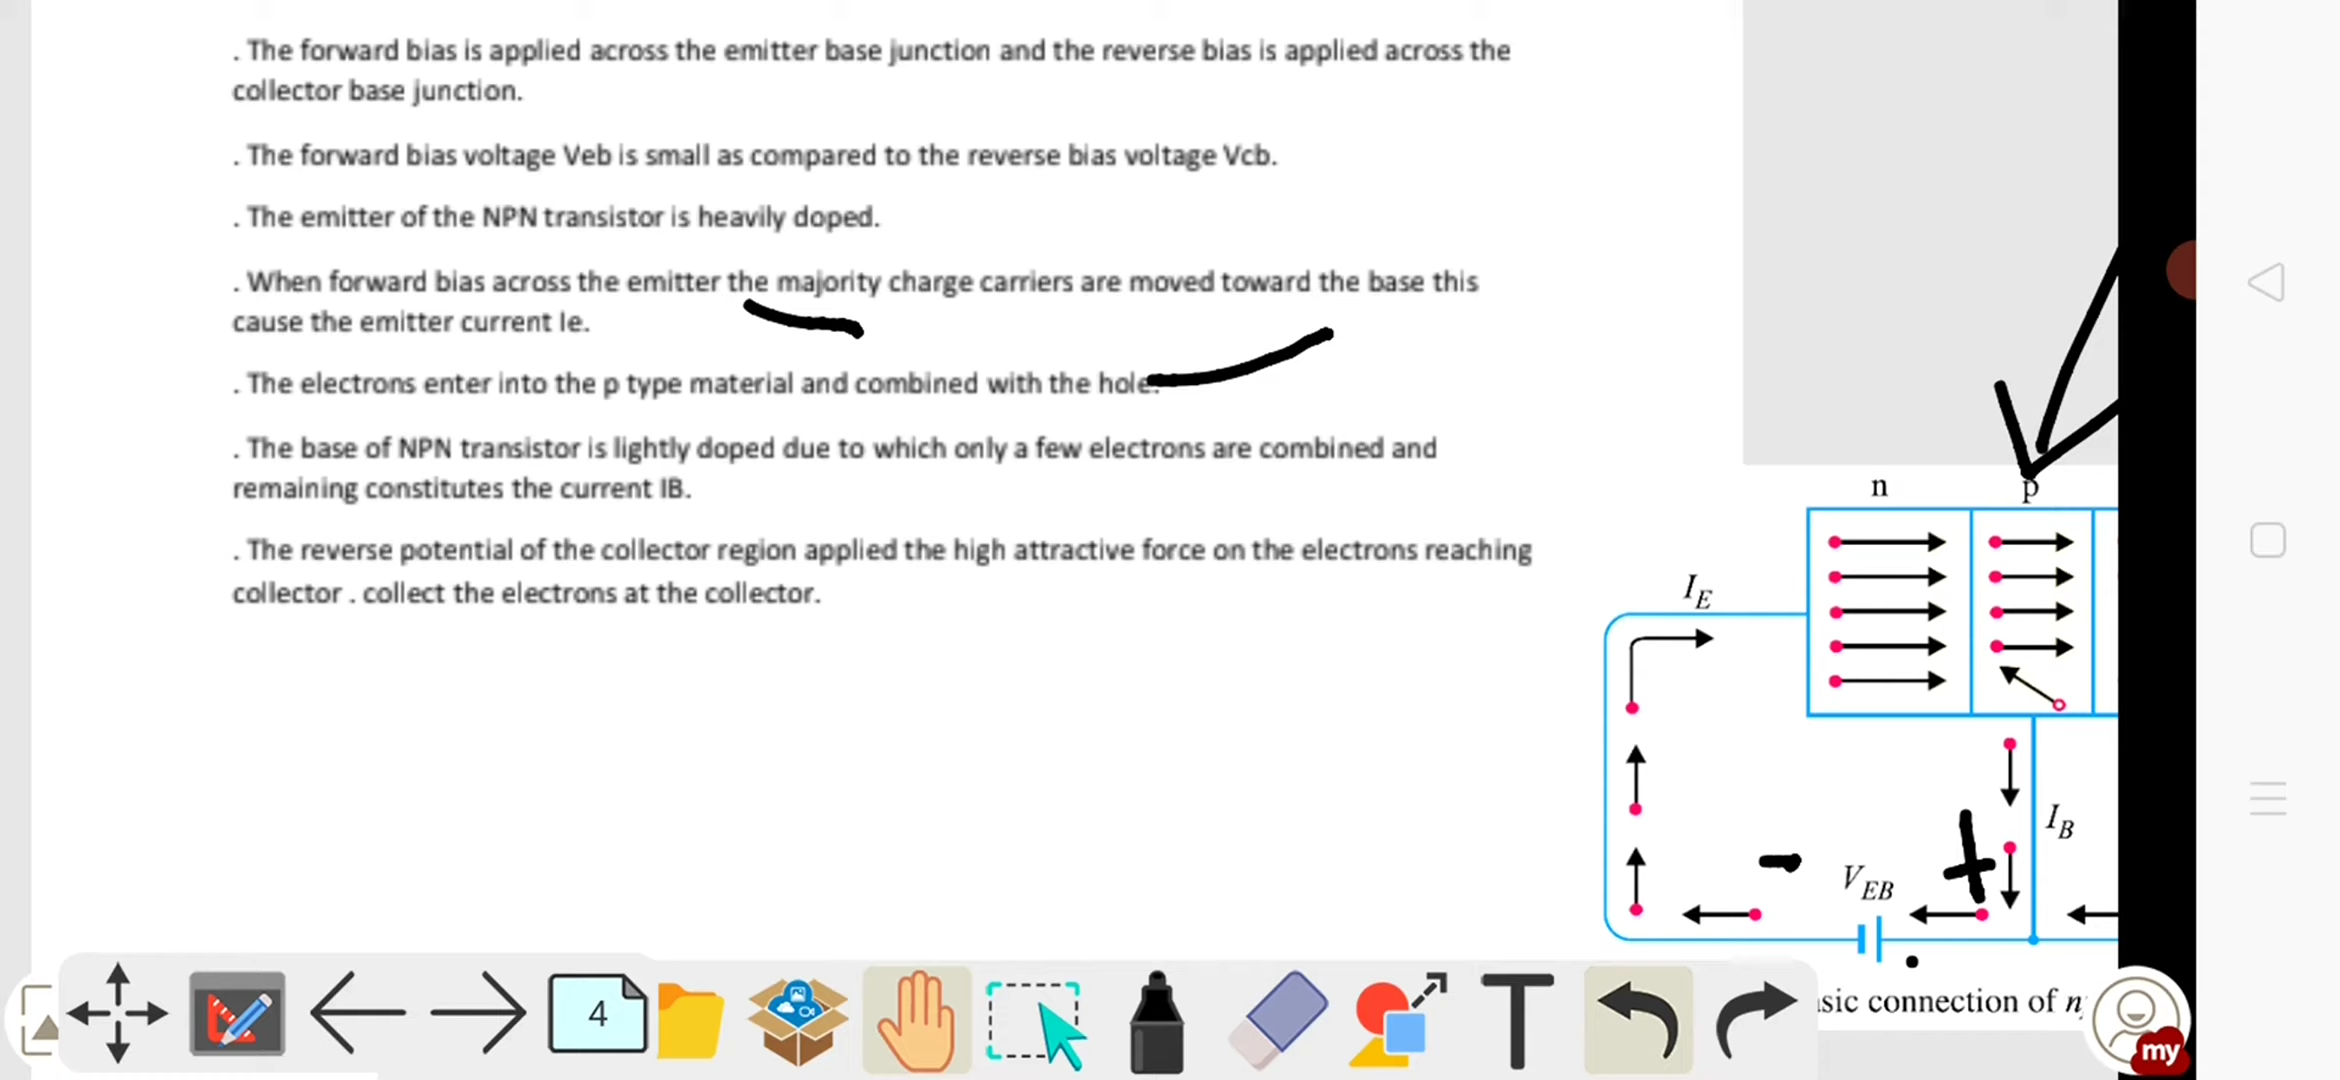 . The forward bias is applied across the emitter base junction and the reverse bias is applied across the
collector base junction.
. The forward bias voltage Veb is small as compared to the reverse bias voltage Vcb.
. The emitter of the NPN transistor is heavily doped.
. When forward bias across the emitter the majority charge carriers are moved toward the base this
cause the emitter current Ie.
. The electrons enter into the p type material and combined with the hole.
. The base of NPN transistor is lightly doped due to which only a few electrons are combined and
remaining constitutes the current IB.
. The reverse potential of the collector region applied the high attractive force on the electrons reaching
collector . collect the electrons at the collector.
n p
IE
IB
- +
VEB
connection of
4
T
my